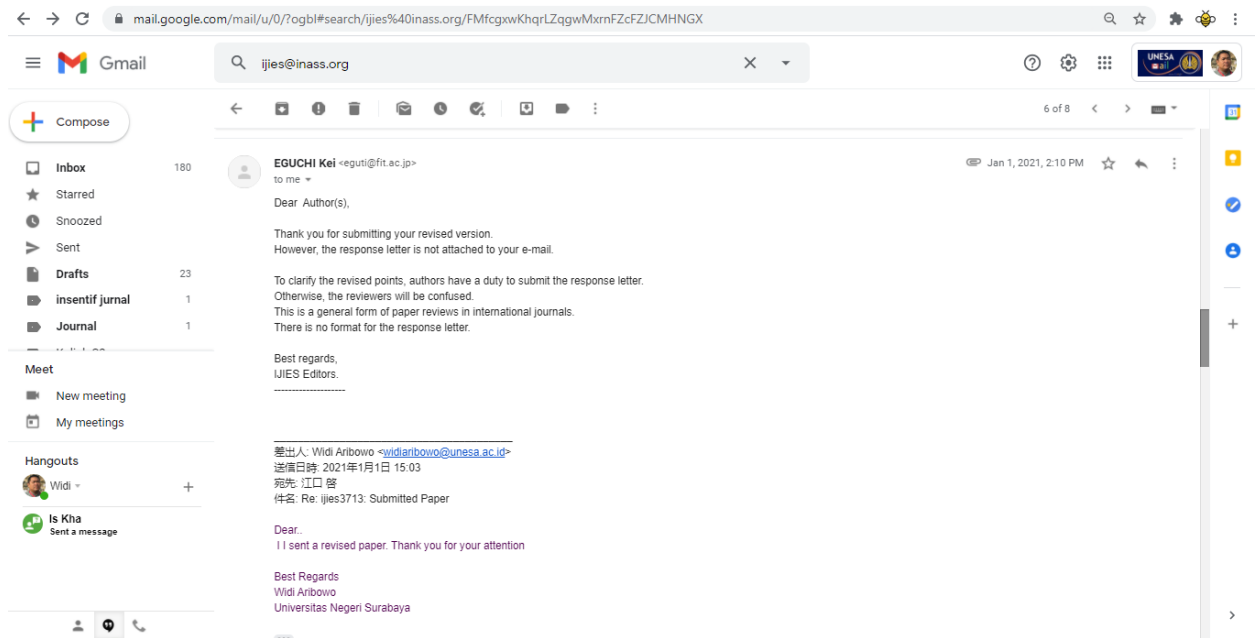 mail.google.com/mail/u/0/?ogbl#search/ijies%40inass.org/FMfcgxwKhqrLZqgwMxrnFZcFZJCMHNGX
Gmail
ijies@inass.org
UNESA
Compose
6 of 8
Inbox 180
Starred
Snoozed
Sent
Drafts 23
insentif jurnal 1
Journal 1
Meet
New meeting
My meetings
Hangouts
Widi
Is Kha
Sent a message
EGUCHI Kei <eguti@fit.ac.jp> Jan 1, 2021, 2:10 PM
to me
Dear Author(s),
Thank you for submitting your revised version.
However, the response letter is not attached to your e-mail.
To clarify the revised points, authors have a duty to submit the response letter.
Otherwise, the reviewers will be confused.
This is a general form of paper reviews in international journals.
There is no format for the response letter.
Best regards,
IJIES Editors.
--------------------
差出人: Widi Aribowo <widiaribowo@unesa.ac.id>
送信日時: 2021年1月1日 15:03
宛先: 江口 啓
件名: Re: ijies3713: Submitted Paper
Dear..
I I sent a revised paper. Thank you for your attention
Best Regards
Widi Aribowo
Universitas Negeri Surabaya